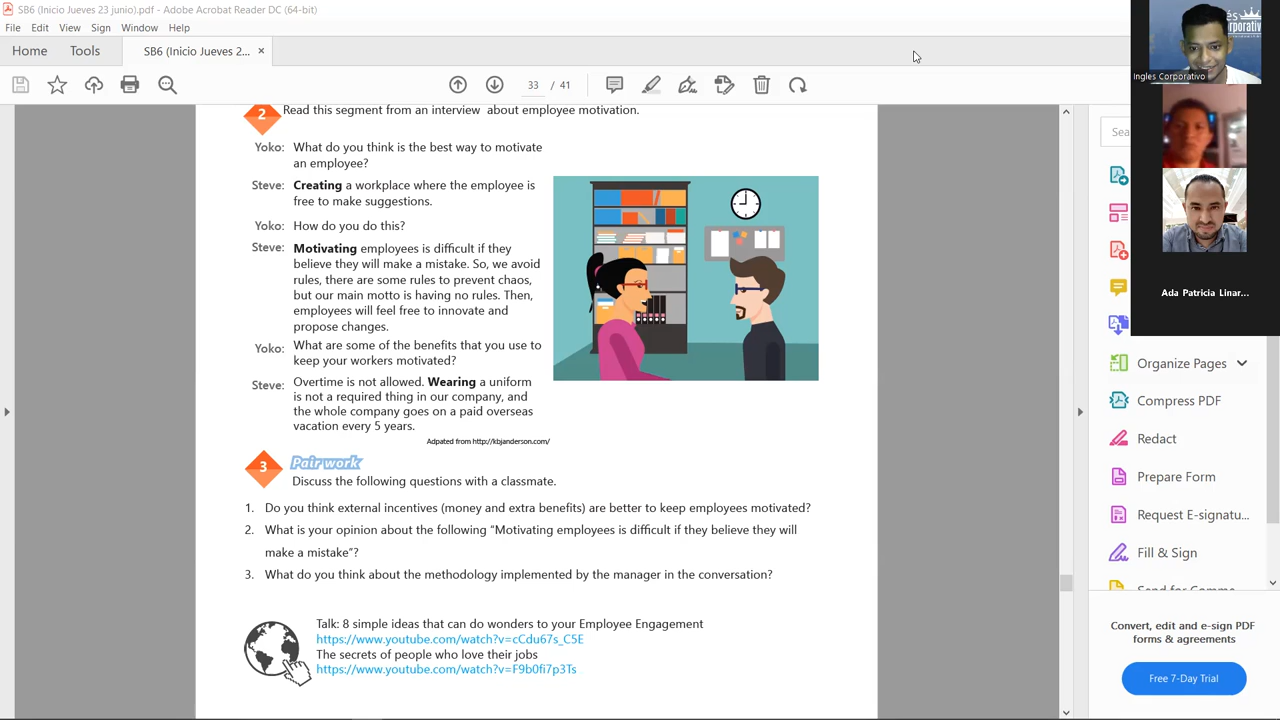 SB6 (Inicio Jueves 23 junio).pdf - Adobe Acrobat Reader DC (64-bit)
File Edit View Sign Window Help
Home Tools SB6 (Inicio Jueves 2... ×
33 / 41
2 Read this segment from an interview about employee motivation.
Yoko: What do you think is the best way to motivate
an employee?
Steve: Creating a workplace where the employee is
free to make suggestions.
Yoko: How do you do this?
Steve: Motivating employees is difficult if they
believe they will make a mistake. So, we avoid
rules, there are some rules to prevent chaos,
but our main motto is having no rules. Then,
employees will feel free to innovate and
propose changes.
Yoko: What are some of the benefits that you use to
keep your workers motivated?
Steve: Overtime is not allowed. Wearing a uniform
is not a required thing in our company, and
the whole company goes on a paid overseas
vacation every 5 years.
Adpated from http://kbjanderson.com/
3 Pair work
Discuss the following questions with a classmate.
1. Do you think external incentives (money and extra benefits) are better to keep employees motivated?
2. What is your opinion about the following "Motivating employees is difficult if they believe they will
make a mistake"?
3. What do you think about the methodology implemented by the manager in the conversation?
Talk: 8 simple ideas that can do wonders to your Employee Engagement
https://www.youtube.com/watch?v=cCdu67s_C5E
The secrets of people who love their jobs
https://www.youtube.com/watch?v=F9b0fi7p3Ts
Ingles Corporativo
Ada Patricia Linar...
Sea
Organize Pages
Compress PDF
Redact
Prepare Form
Request E-signatu...
Fill & Sign
Send for Comme
Convert, edit and e-sign PDF
forms & agreements
Free 7-Day Trial